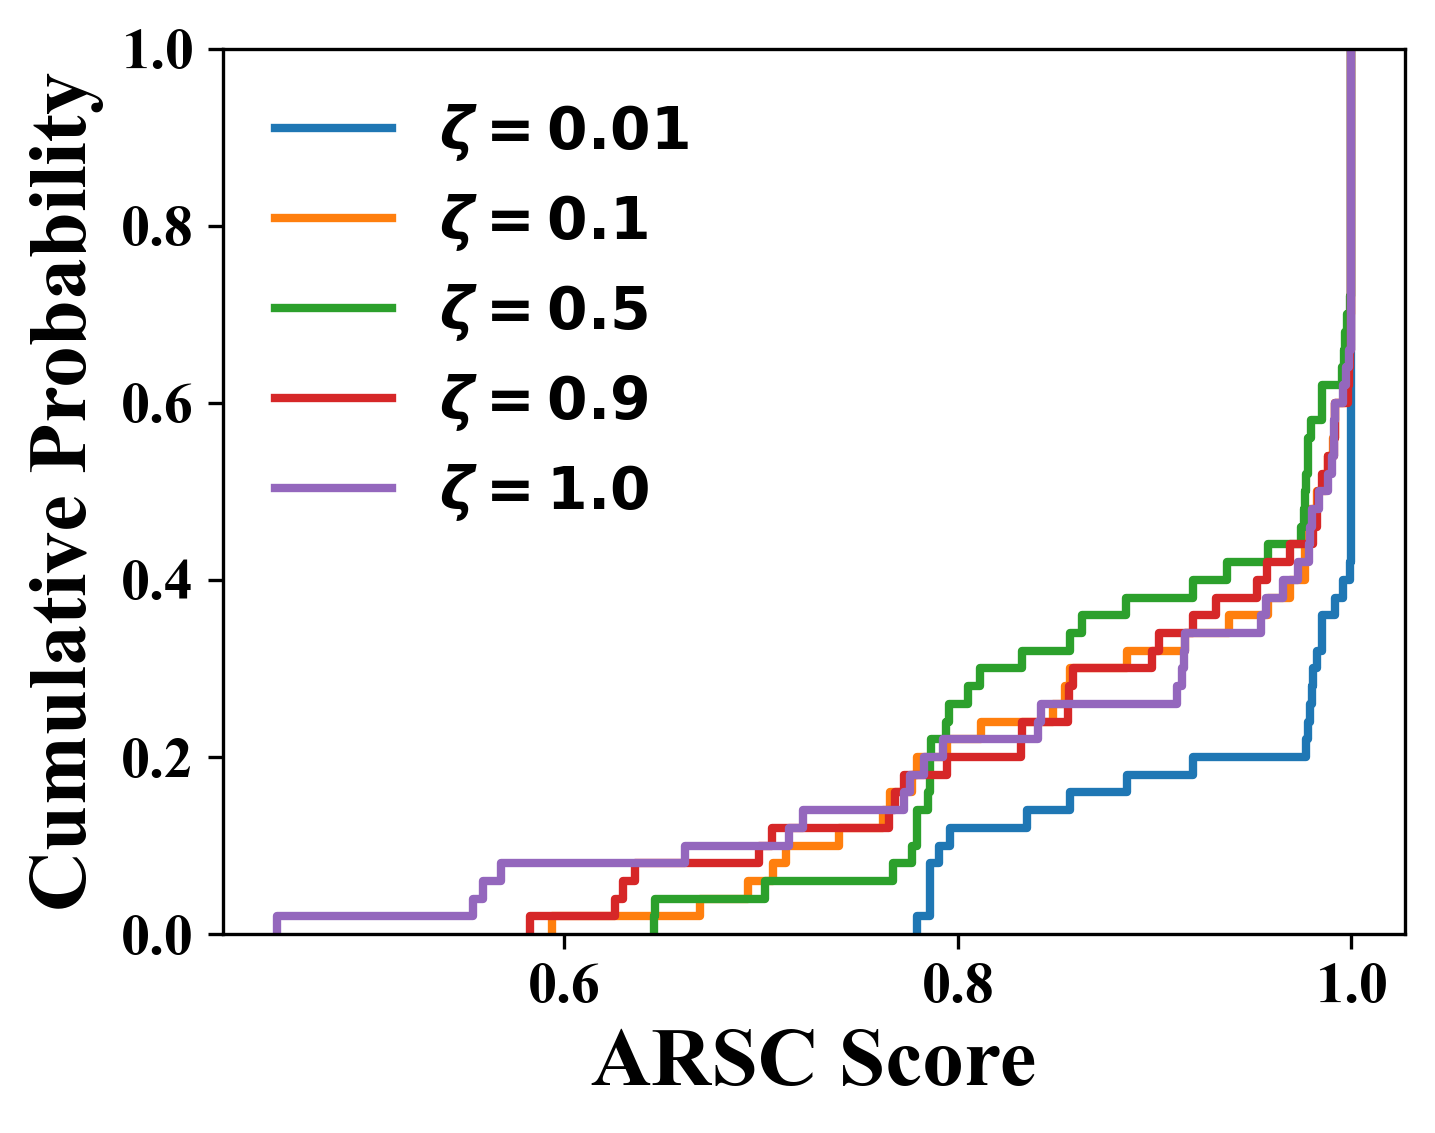 Cumulative Probability
1.0
0.8
0.6
0.4
0.2
0.0
ζ = 0.01
ζ = 0.1
ζ = 0.5
ζ = 0.9
ζ = 1.0
0.6 0.8 1.0
ARSC Score